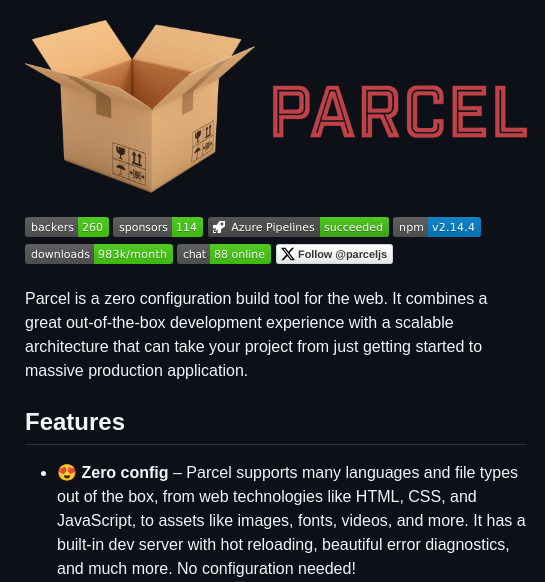 PARCEL
backers 260 sponsors 114 Azure Pipelines succeeded npm v2.14.4
downloads 983k/month chat 88 online Follow @parceljs
Parcel is a zero configuration build tool for the web. It combines a
great out-of-the-box development experience with a scalable
architecture that can take your project from just getting started to
massive production application.
Features
• 😍 Zero config – Parcel supports many languages and file types
out of the box, from web technologies like HTML, CSS, and
JavaScript, to assets like images, fonts, videos, and more. It has a
built-in dev server with hot reloading, beautiful error diagnostics,
and much more. No configuration needed!